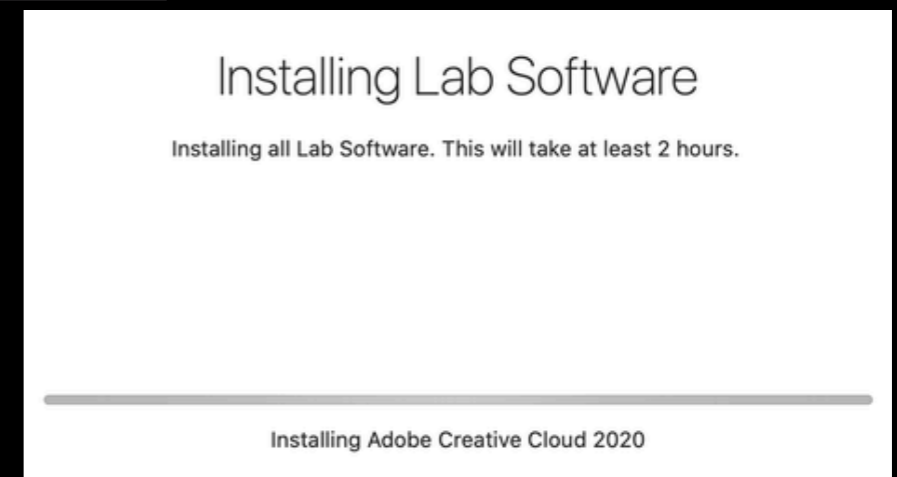 Installing Lab Software
Installing all Lab Software. This will take at least 2 hours.
Installing Adobe Creative Cloud 2020